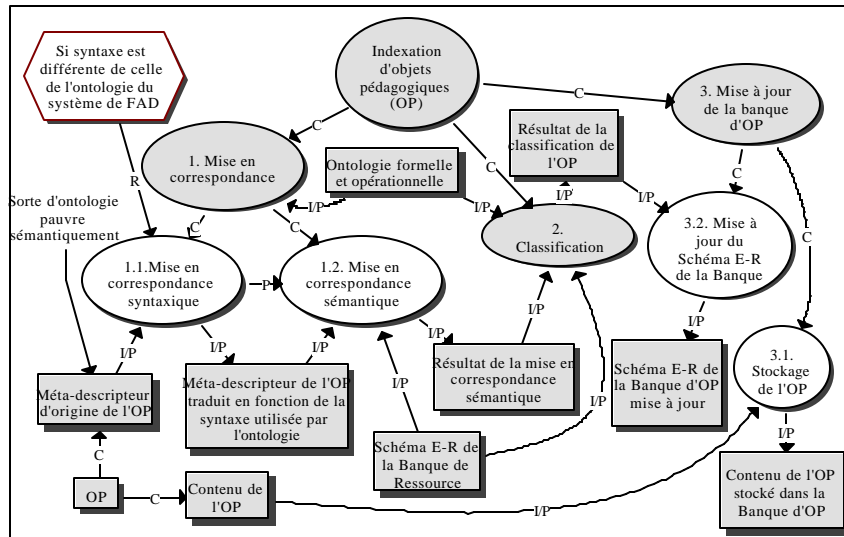 Si syntaxe est
différente de celle
de l'ontologie du
système de FAD
Indexation
d'objets
pédagogiques
(OP)
C
C
C
3. Mise à jour
de la banque
d'OP
Résultat de la
classification de
l'OP
1. Mise en
correspondance
Ontologie formelle
et opérationnelle
R
I/P
I/P
I/P
I/P
C
C
C
C
Sorte d'ontologie
pauvre
sémantiquement
2.
Classification
3.2. Mise à
jour du
Schéma E-R
de la Banque
1.1.Mise en
correspondance
syntaxique
P
1.2. Mise en
correspondance
sémantique
I/P
I/P
I/P
I/P
I/P
I/P
I/P
I/P
Méta-descripteur
d'origine de l'OP
Méta-descripteur de l'OP
traduit en fonction de la
syntaxe utilisée par
l'ontologie
Résultat de la mise en
correspondance
sémantique
Schéma E-R de
la Banque d'OP
mise à jour
3.1.
Stockage
de l'OP
C
Schéma E-R de
la Banque de
Ressource
I/P
OP
C
Contenu de
l'OP
I/P
Contenu de l'OP
stocké dans la
Banque d'OP